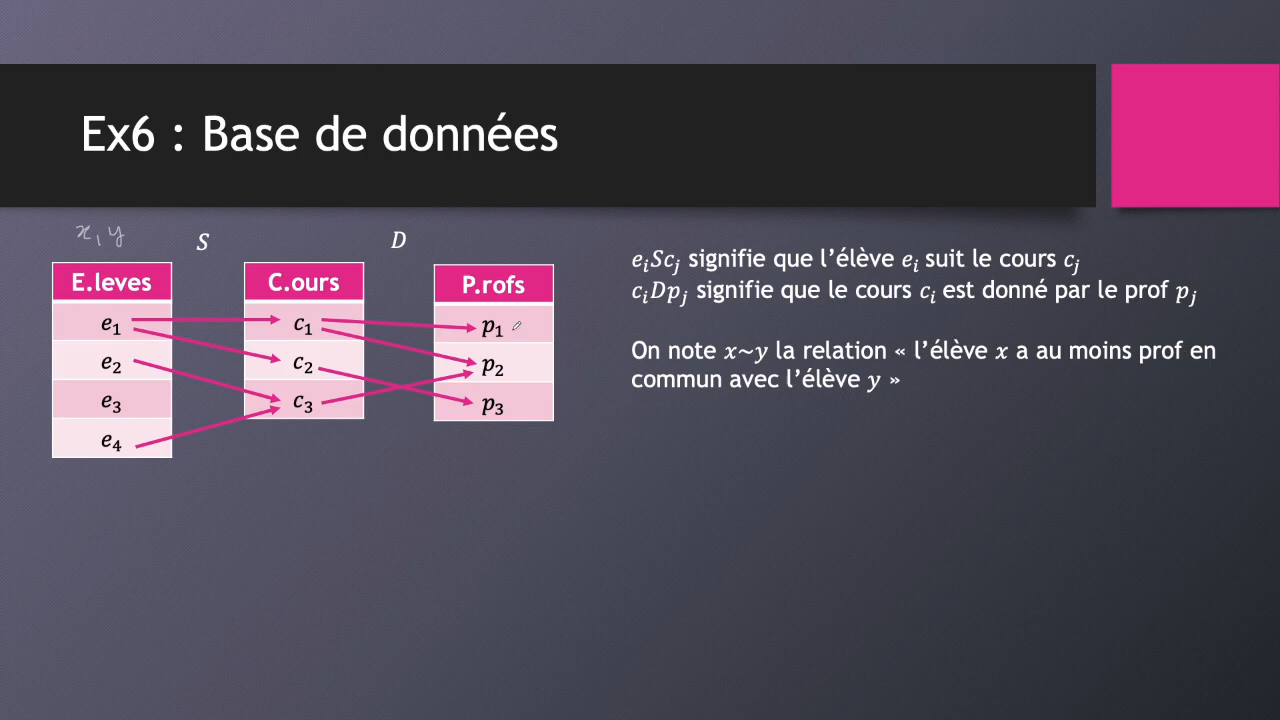 Ex6 : Base de données
x, y
S
D
E.leves
C.ours
P.rofs
e₁
c₁
p₁
e₂
c₂
p₂
e₃
c₃
p₃
e₄
eᵢScⱼ signifie que l’élève eᵢ suit le cours cⱼ
cᵢDpⱼ signifie que le cours cᵢ est donné par le prof pⱼ
On note x~y la relation « l’élève x a au moins prof en
commun avec l’élève y »